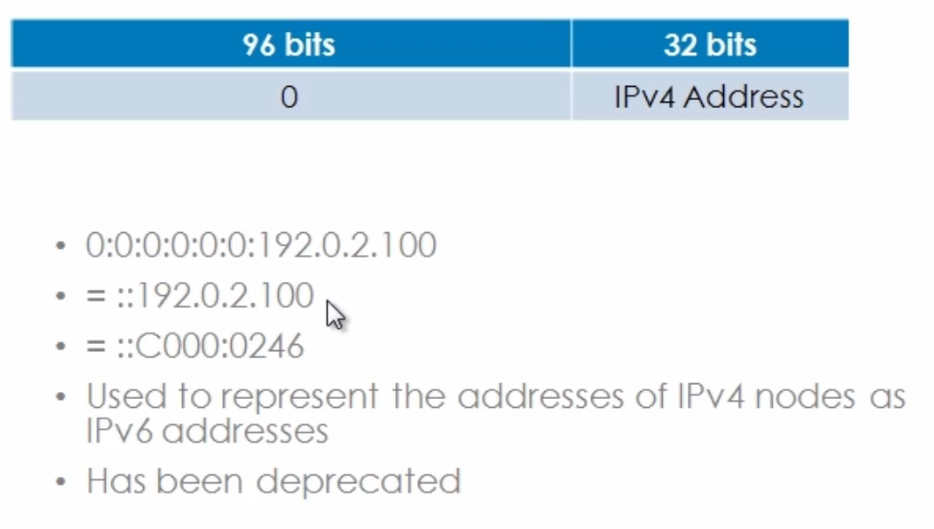 96 bits 32 bits
0 IPv4 Address
• 0:0:0:0:0:0:192.0.2.100
• = ::192.0.2.100
• = ::C000:0246
• Used to represent the addresses of IPv4 nodes as
IPv6 addresses
• Has been deprecated